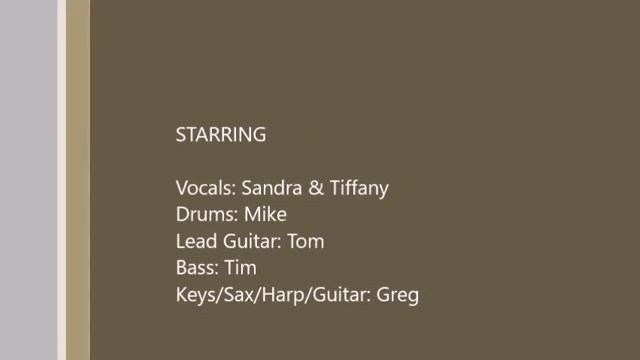 STARRING
Vocals: Sandra & Tiffany
Drums: Mike
Lead Guitar: Tom
Bass: Tim
Keys/Sax/Harp/Guitar: Greg